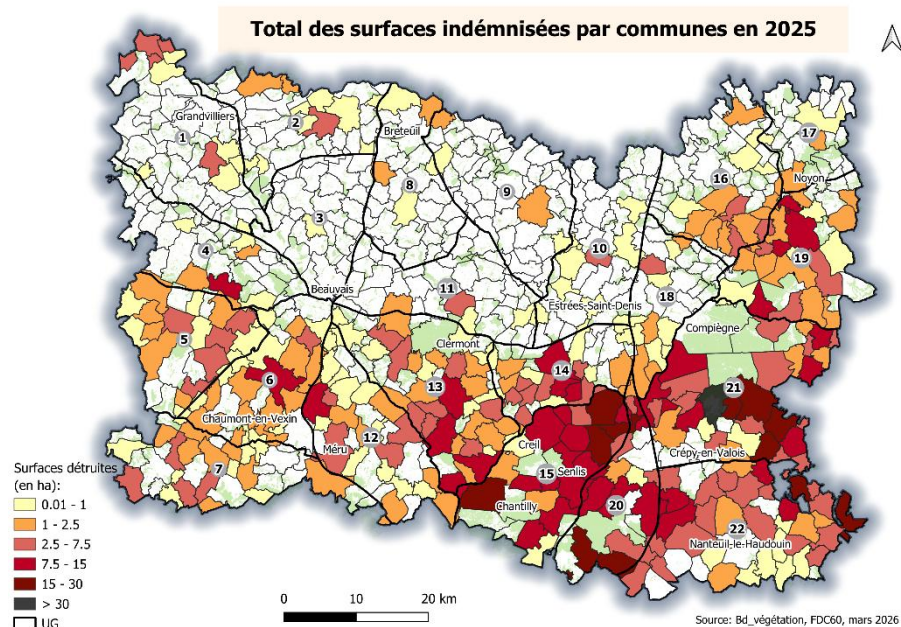 Total des surfaces indémnisées par communes en 2025
Grandvilliers
1
2
Breteuil
17
Noyon
16
8
9
3
4
10
19
Beauvais
11
Estrées-Saint-Denis
18
Compiègne
Clermont
5
14
6
13
21
Chaumont-en-Vexin
12
Méru
Creil
Crépy-en-Valois
7
15
Senlis
Chantilly
20
22
Nanteuil-le-Haudouin
Surfaces détruites
(en ha):
0.01 - 1
1 - 2.5
2.5 - 7.5
7.5 - 15
15 - 30
> 30
UG
0 10 20 km
Source: Bd_végétation, FDC60, mars 2026